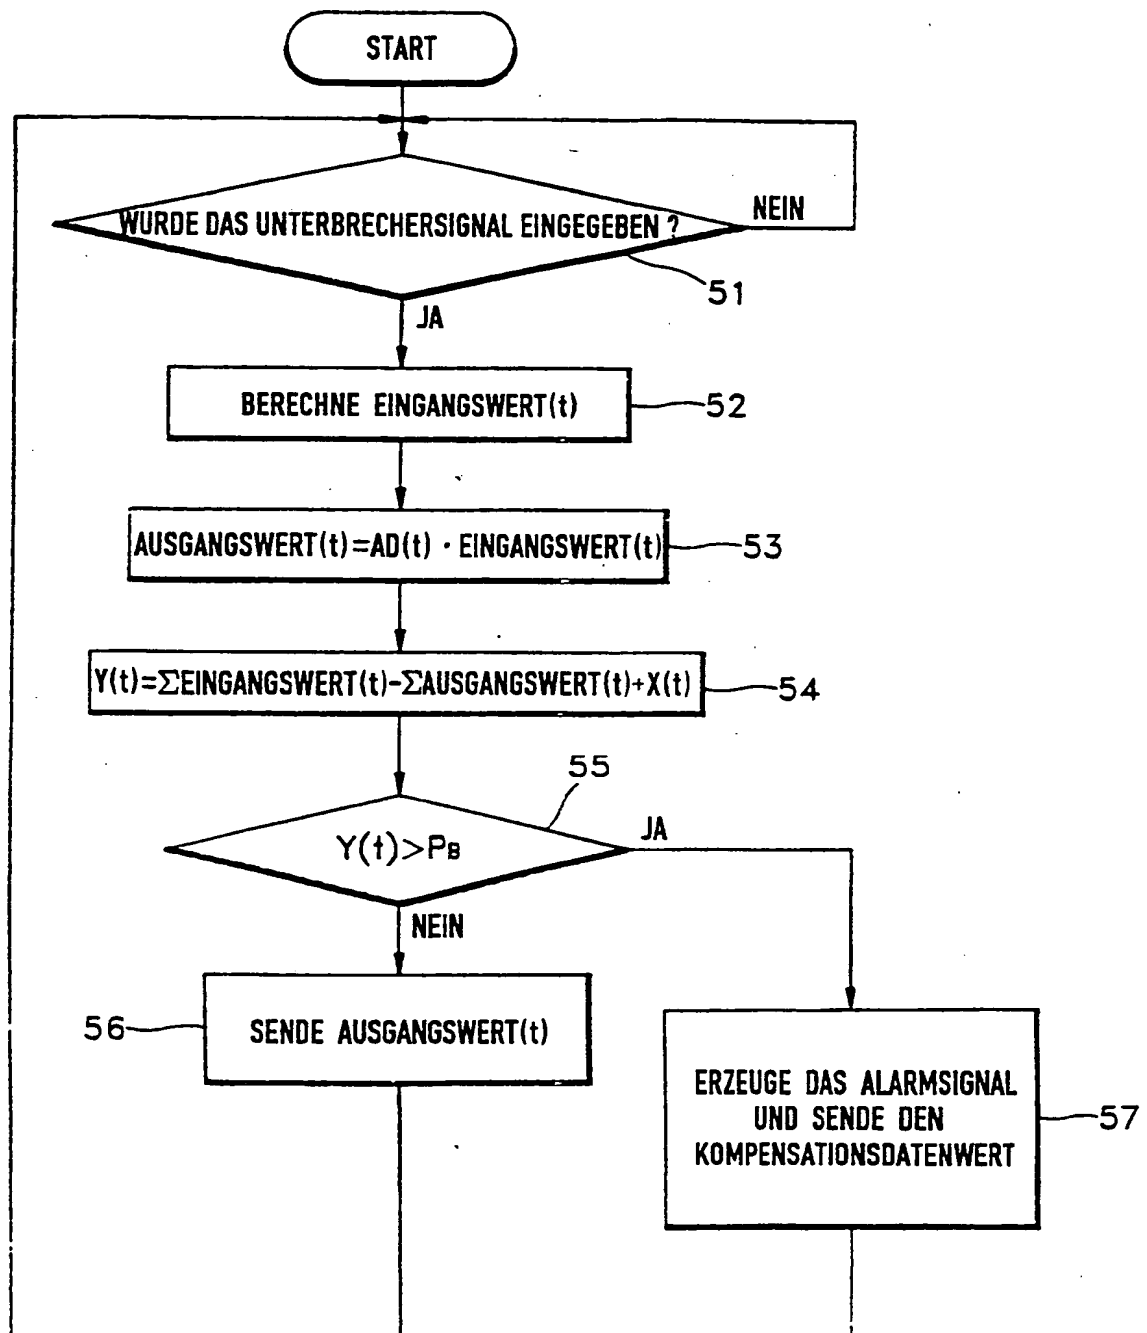 START
WURDE DAS UNTERBRECHERSIGNAL EINGEGEBEN ?
NEIN
51
JA
BERECHNE EINGANGSWERT(t)
52
AUSGANGSWERT(t)=AD(t) · EINGANGSWERT(t)
53
Y(t)=ΣEINGANGSWERT(t)-ΣAUSGANGSWERT(t)+X(t)
54
55
Y(t)>PB
JA
NEIN
56
SENDE AUSGANGSWERT(t)
ERZEUGE DAS ALARMSIGNAL
UND SENDE DEN
KOMPENSATIONSDATENWERT
57